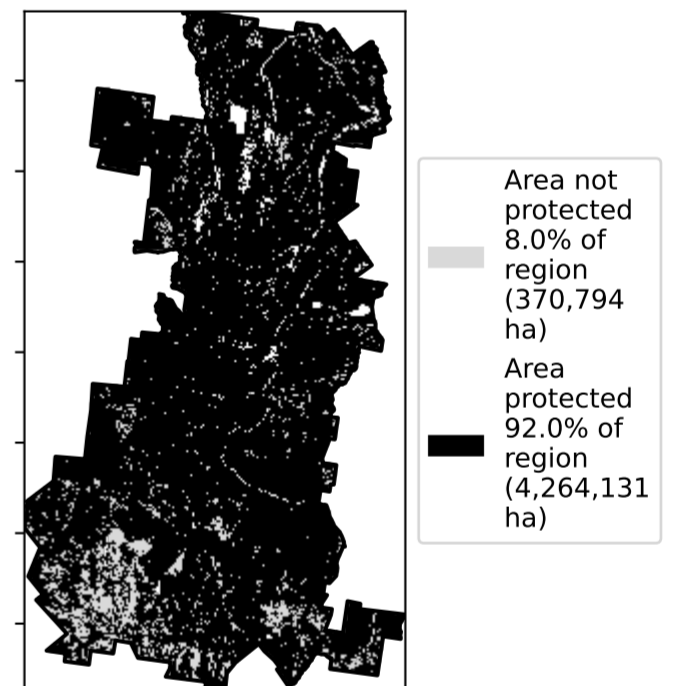 Area not
protected
8.0% of
region
(370,794
ha)
Area
protected
92.0% of
region
(4,264,131
ha)